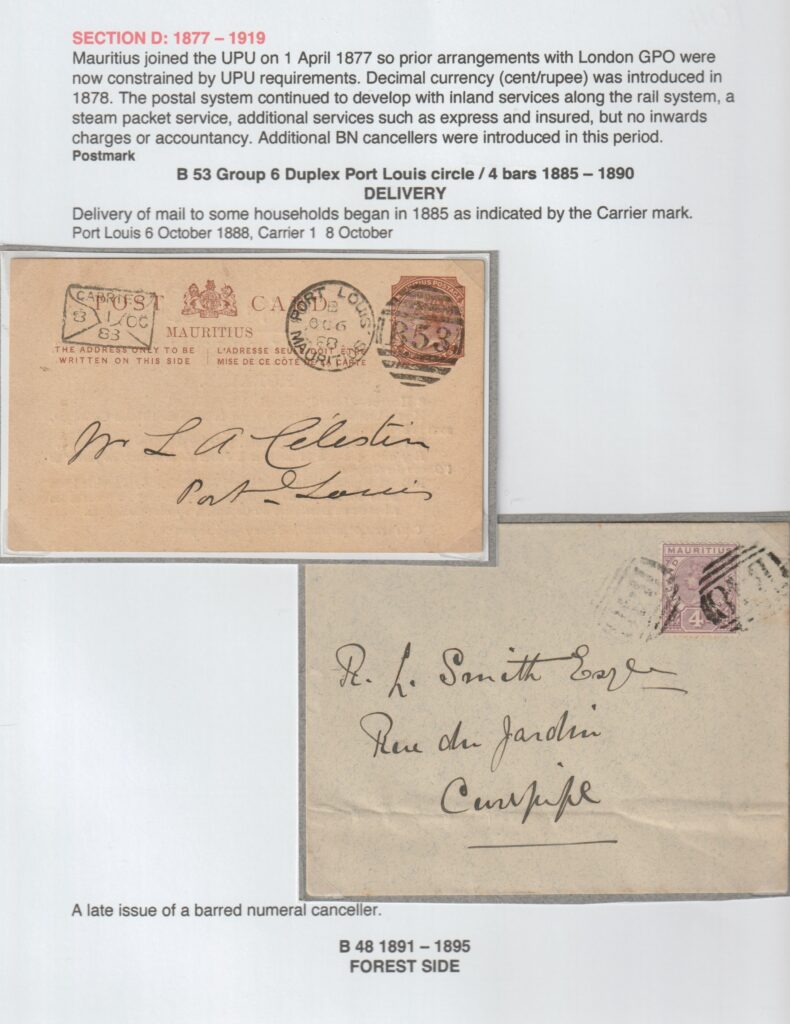 SECTION D: 1877 – 1919
Mauritius joined the UPU on 1 April 1877 so prior arrangements with London GPO were
now constrained by UPU requirements. Decimal currency (cent/rupee) was introduced in
1878. The postal system continued to develop with inland services along the rail system, a
steam packet service, additional services such as express and insured, but no inwards
charges or accountancy. Additional BN cancellers were introduced in this period.
Postmark
B 53 Group 6 Duplex Port Louis circle / 4 bars 1885 – 1890
DELIVERY
Delivery of mail to some households began in 1885 as indicated by the Carrier mark.
Port Louis 6 October 1888, Carrier 1 8 October
CARRIER
8 1 OC
83
POST CARD
MAURITIUS
PORT LOUIS
OC 6
88
MAURITIUS
B53
THE ADDRESS ONLY TO BE
WRITTEN ON THIS SIDE
L'ADRESSE SEULE DOIT ÊTRE
MISE DE CE CÔTÉ DE LA CARTE
Mr L A Célestin
Port Louis
MAURITIUS
4
R. L. Smith Esqre
Rue du Jardin
Curepipe
A late issue of a barred numeral canceller.
B 48 1891 – 1895
FOREST SIDE